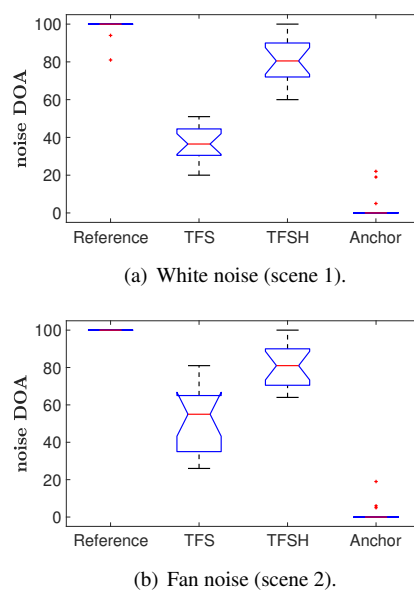 100
80
60
40
20
0
noise DOA
Reference TFS TFSH Anchor
(a) White noise (scene 1).
100
80
60
40
20
0
noise DOA
Reference TFS TFSH Anchor
(b) Fan noise (scene 2).